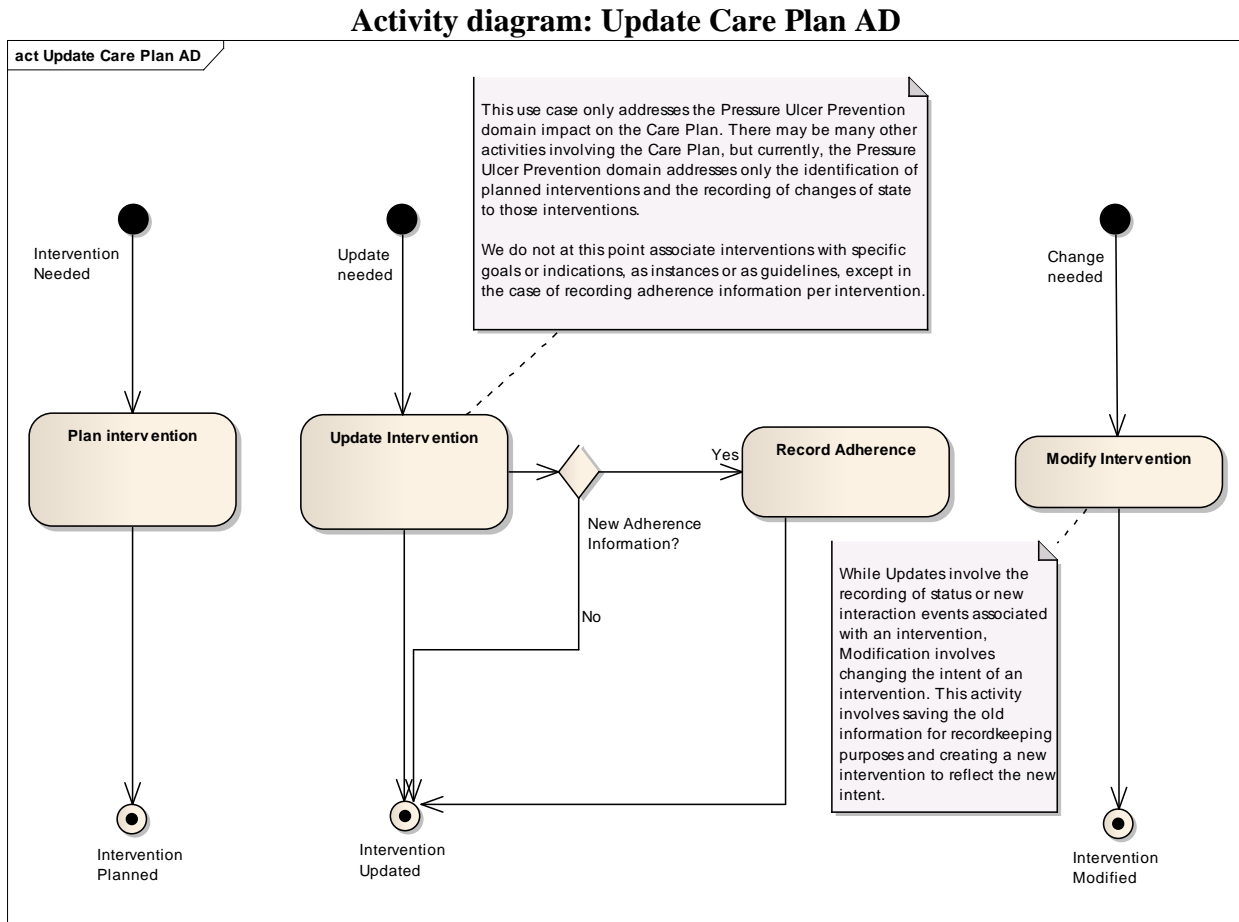 Activity diagram: Update Care Plan AD
act Update Care Plan AD
This use case only addresses the Pressure Ulcer Prevention
domain impact on the Care Plan. There may be many other
activities involving the Care Plan, but currently, the Pressure
Ulcer Prevention domain addresses only the identification of
planned interventions and the recording of changes of state
to those interventions.
We do not at this point associate interventions with specific
goals or indications, as instances or as guidelines, except in
the case of recording adherence information per intervention.
Intervention
Needed
Update
needed
Change
needed
Plan intervention
Update Intervention
Yes
Record Adherence
Modify Intervention
New Adherence
Information?
No
While Updates involve the
recording of status or new
interaction events associated
with an intervention,
Modification involves
changing the intent of an
intervention. This activity
involves saving the old
information for recordkeeping
purposes and creating a new
intervention to reflect the new
intent.
Intervention
Planned
Intervention
Updated
Intervention
Modified